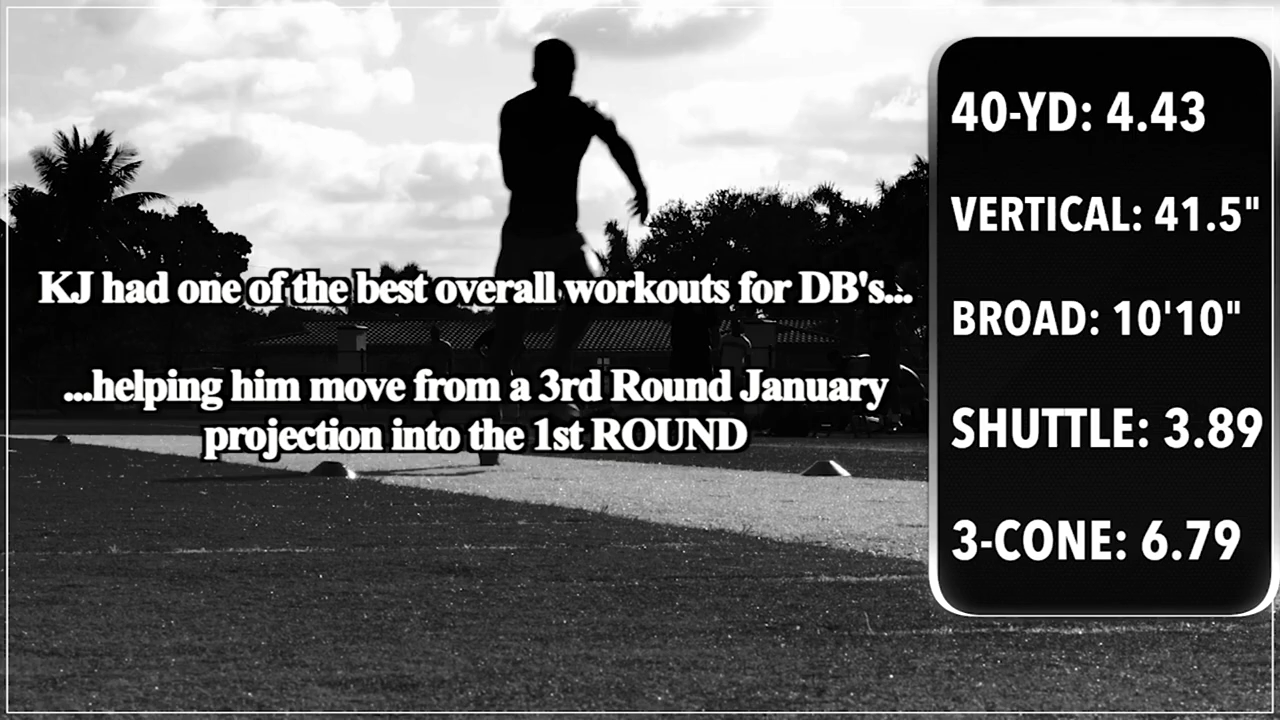 KJ had one of the best overall workouts for DB's...
...helping him move from a 3rd Round January
projection into the 1st ROUND
40-YD: 4.43
VERTICAL: 41.5"
BROAD: 10'10"
SHUTTLE: 3.89
3-CONE: 6.79